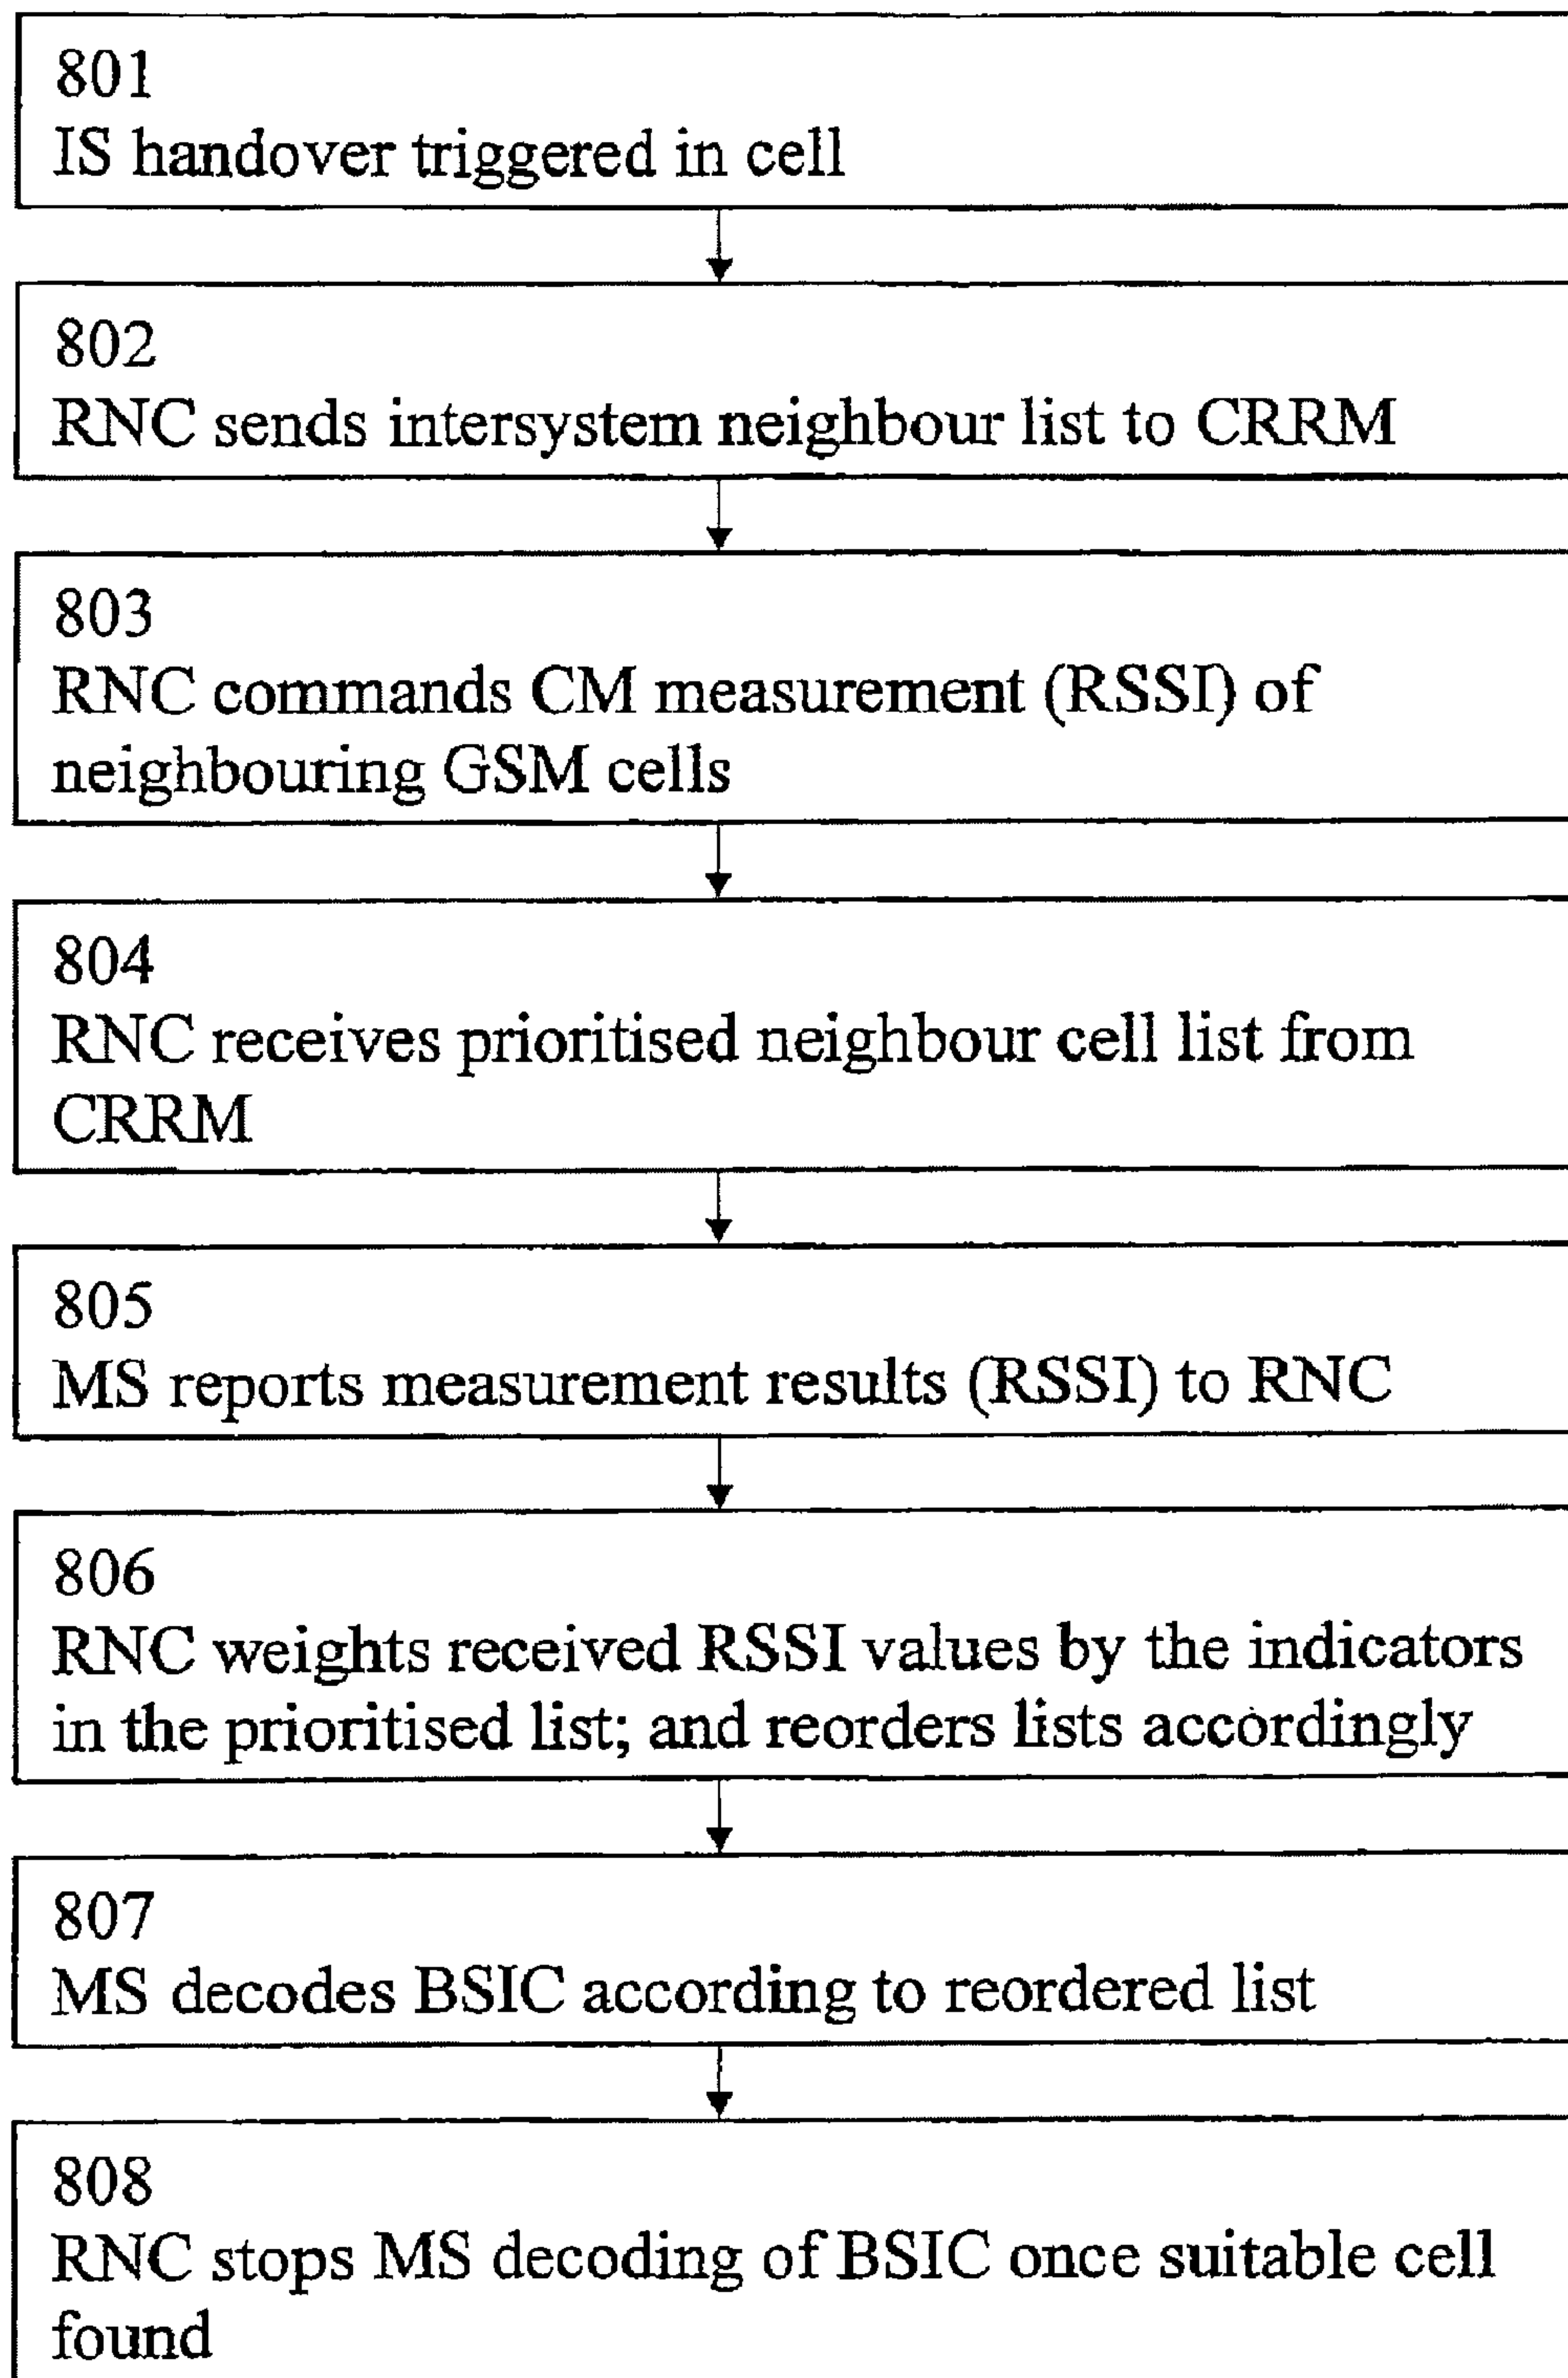 801
IS handover triggered in cell
802
RNC sends intersystem neighbour list to CRRM
803
RNC commands CM measurement (RSSI) of
neighbouring GSM cells
804
RNC receives prioritised neighbour cell list from
CRRM
805
MS reports measurement results (RSSI) to RNC
806
RNC weights received RSSI values by the indicators
in the prioritised list; and reorders lists accordingly
807
MS decodes BSIC according to reordered list
808
RNC stops MS decoding of BSIC once suitable cell
found